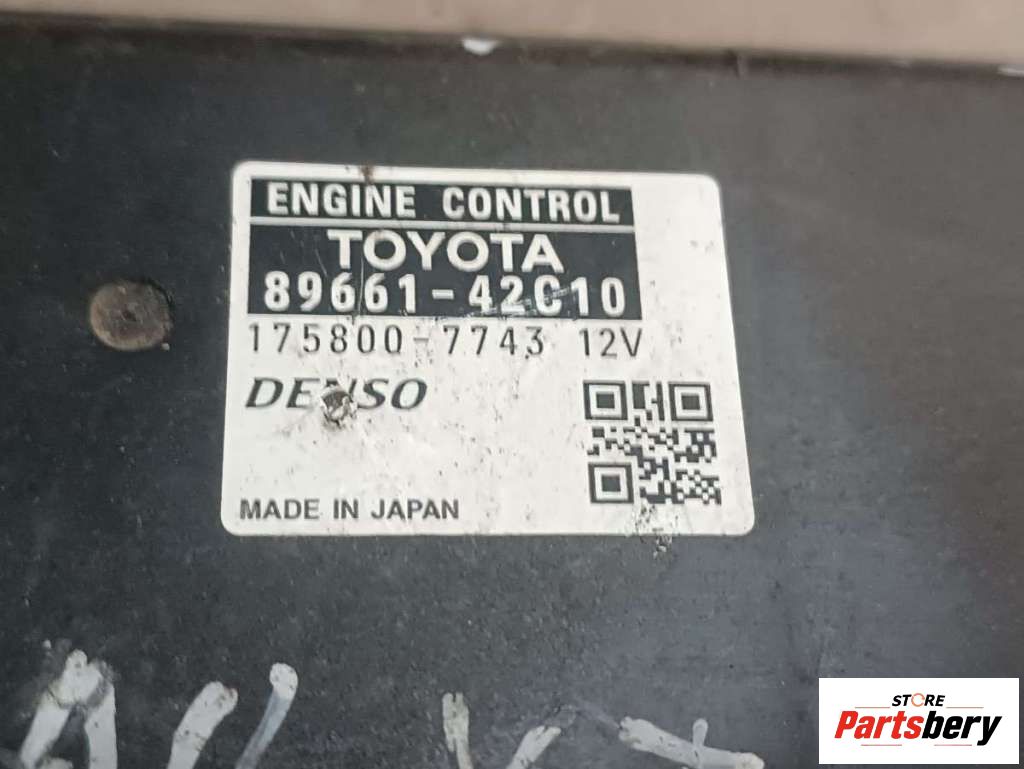 ENGINE CONTROL
TOYOTA
89661-42C10
175800-7743 12V
DENSO
MADE IN JAPAN
STORE
Partsbery